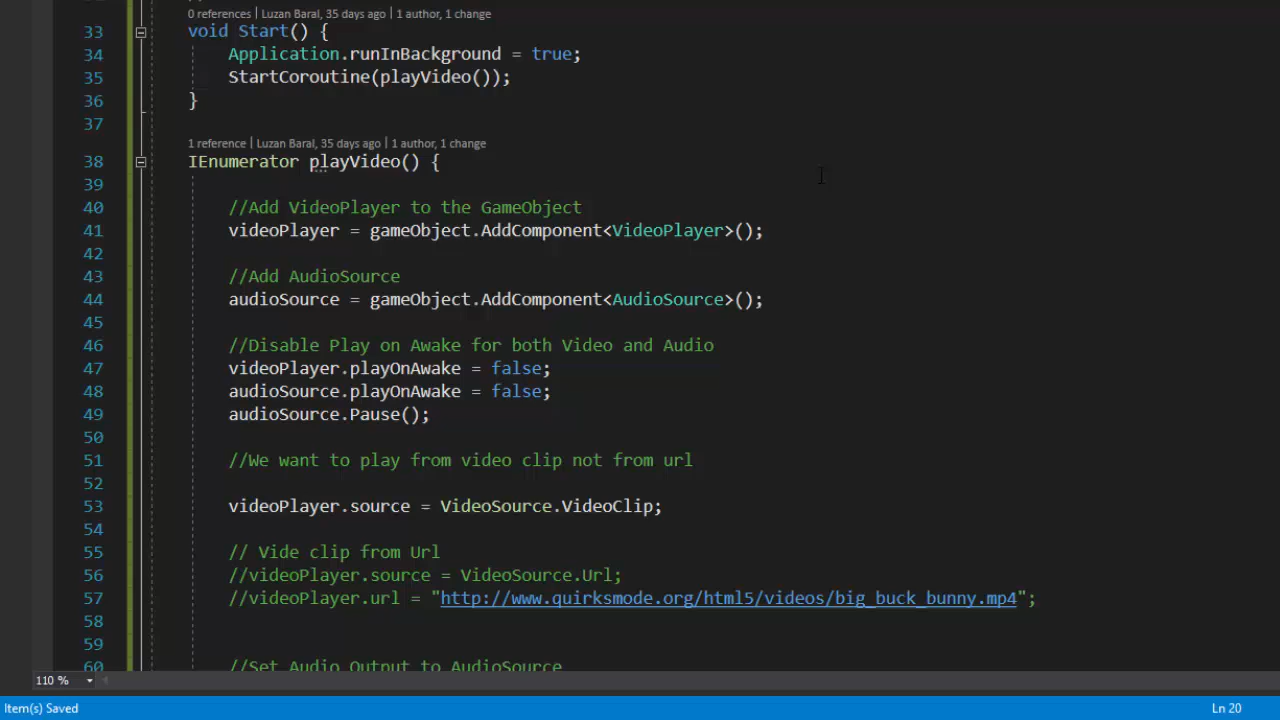 0 references | Luzan Baral, 35 days ago | 1 author, 1 change
33 void Start() {
34 Application.runInBackground = true;
35 StartCoroutine(playVideo());
36 }
37
1 reference | Luzan Baral, 35 days ago | 1 author, 1 change
38 IEnumerator playVideo() {
39
40 //Add VideoPlayer to the GameObject
41 videoPlayer = gameObject.AddComponent<VideoPlayer>();
42
43 //Add AudioSource
44 audioSource = gameObject.AddComponent<AudioSource>();
45
46 //Disable Play on Awake for both Video and Audio
47 videoPlayer.playOnAwake = false;
48 audioSource.playOnAwake = false;
49 audioSource.Pause();
50
51 //We want to play from video clip not from url
52
53 videoPlayer.source = VideoSource.VideoClip;
54
55 // Vide clip from Url
56 //videoPlayer.source = VideoSource.Url;
57 //videoPlayer.url = "http://www.quirksmode.org/html5/videos/big_buck_bunny.mp4";
58
59
60 //Set Audio Output to AudioSource
110 %
Item(s) Saved Ln 20